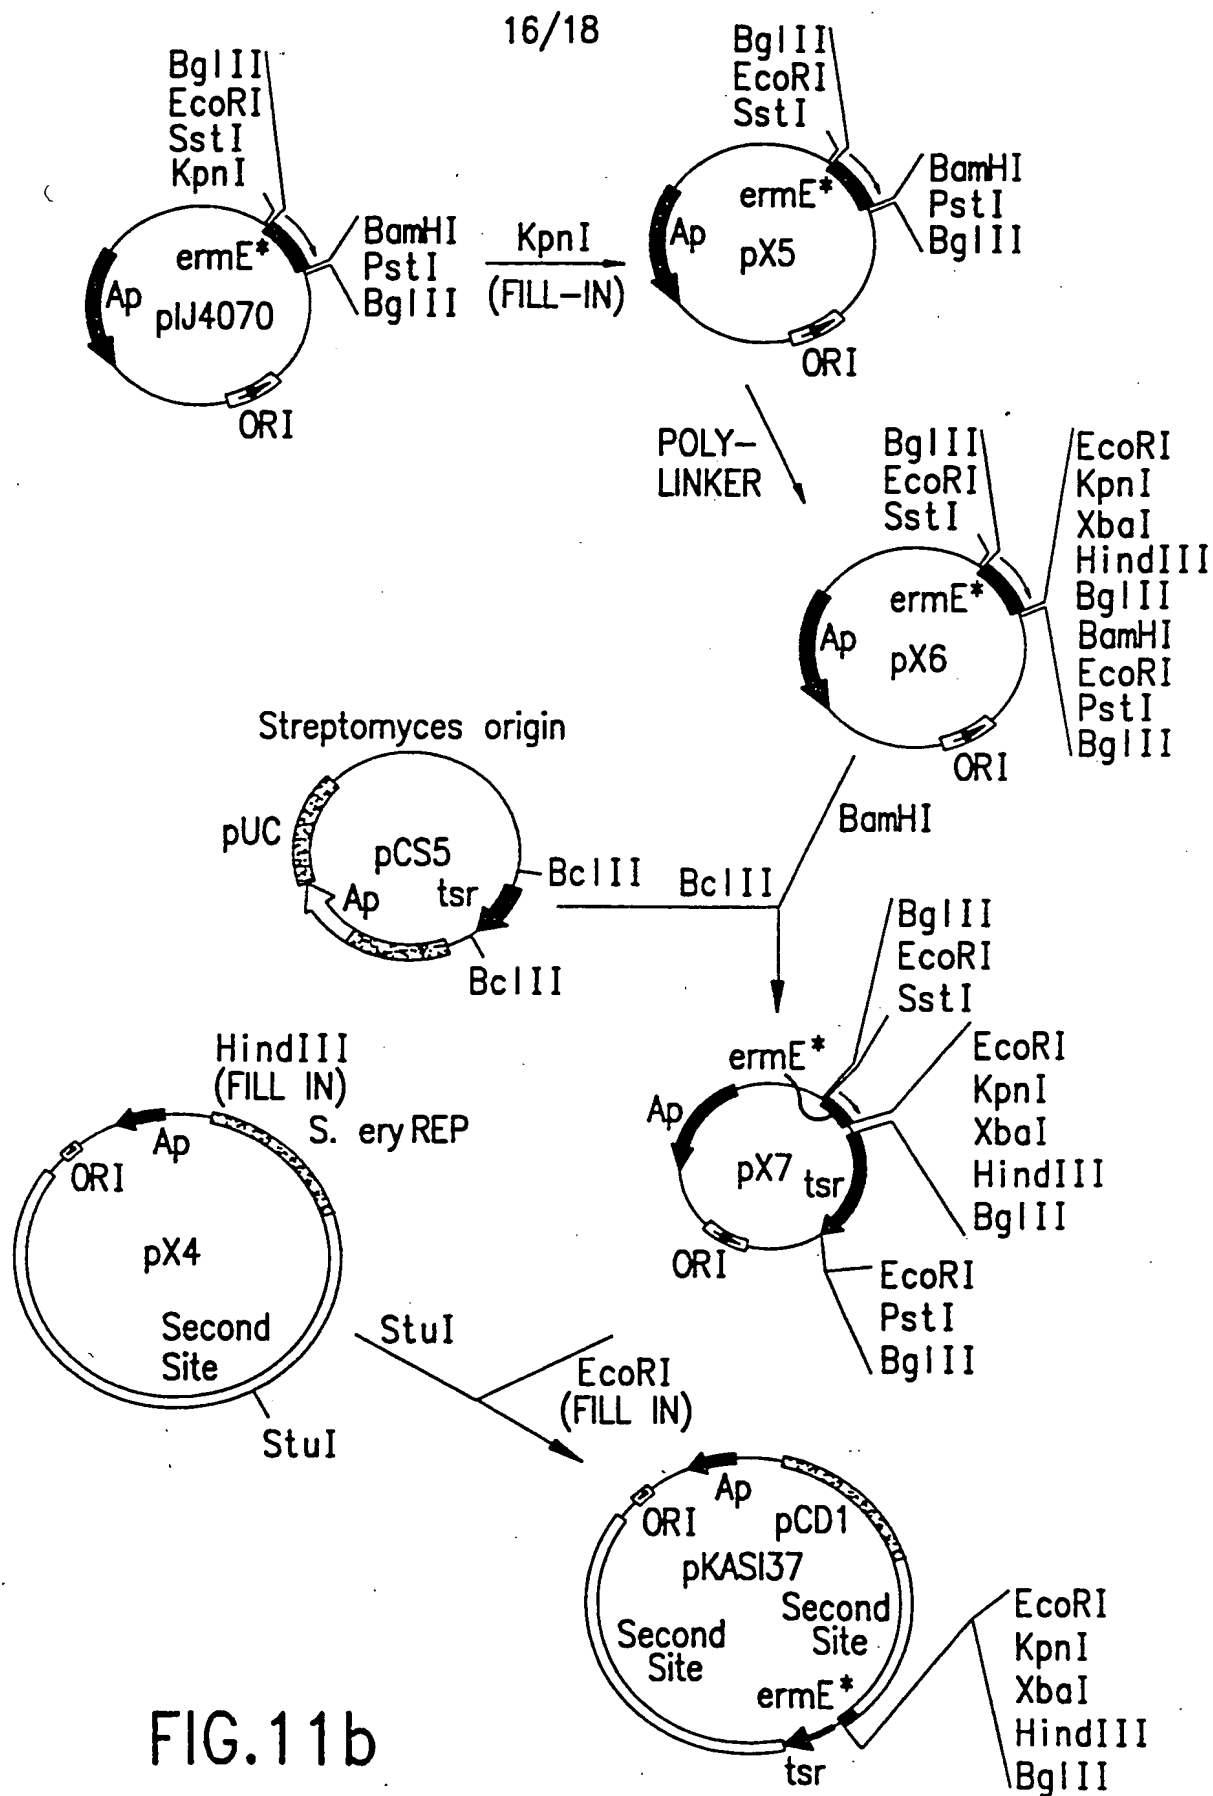 16/18
BglII
EcoRI
SstI
KpnI
BamHI
PstI
BglII
ermE*
Ap
pIJ4070
ORI
KpnI
(FILL-IN)
BglII
EcoRI
SstI
BamHI
PstI
BglII
ermE*
Ap
pX5
ORI
POLY-
LINKER
BglII
EcoRI
SstI
EcoRI
KpnI
XbaI
HindIII
BglII
BamHI
EcoRI
PstI
BglII
ermE*
Ap
pX6
ORI
Streptomyces origin
pUC
pCS5
tsr
Ap
BclII
BclII
BclII
BamHI
BglII
EcoRI
SstI
EcoRI
KpnI
XbaI
HindIII
BglII
ermE*
Ap
pX7
tsr
ORI
EcoRI
PstI
BglII
HindIII
(FILL IN)
S. eryREP
Ap
ORI
pX4
Second
Site
StuI
StuI
EcoRI
(FILL IN)
Ap
ORI
pCD1
pKASI37
Second
Site
Second
Site
ermE*
tsr
EcoRI
KpnI
XbaI
HindIII
BglII
FIG.11b